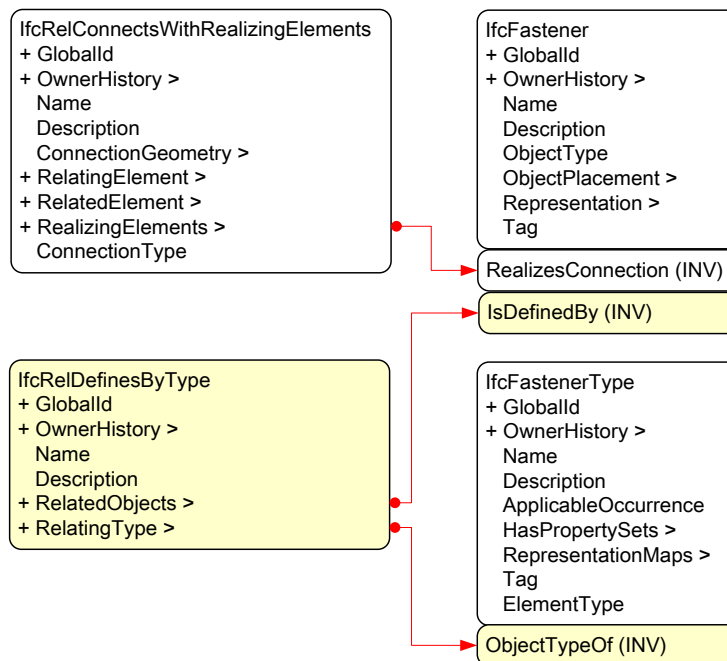 IfcRelConnectsWithRealizingElements
+ GlobalId
+ OwnerHistory >
Name
Description
ConnectionGeometry >
+ RelatingElement >
+ RelatedElement >
+ RealizingElements >
ConnectionType
IfcFastener
+ GlobalId
+ OwnerHistory >
Name
Description
ObjectType
ObjectPlacement >
Representation >
Tag
RealizesConnection (INV)
IsDefinedBy (INV)
IfcRelDefinesByType
+ GlobalId
+ OwnerHistory >
Name
Description
+ RelatedObjects >
+ RelatingType >
IfcFastenerType
+ GlobalId
+ OwnerHistory >
Name
Description
ApplicableOccurrence
HasPropertySets >
RepresentationMaps >
Tag
ElementType
ObjectTypeOf (INV)